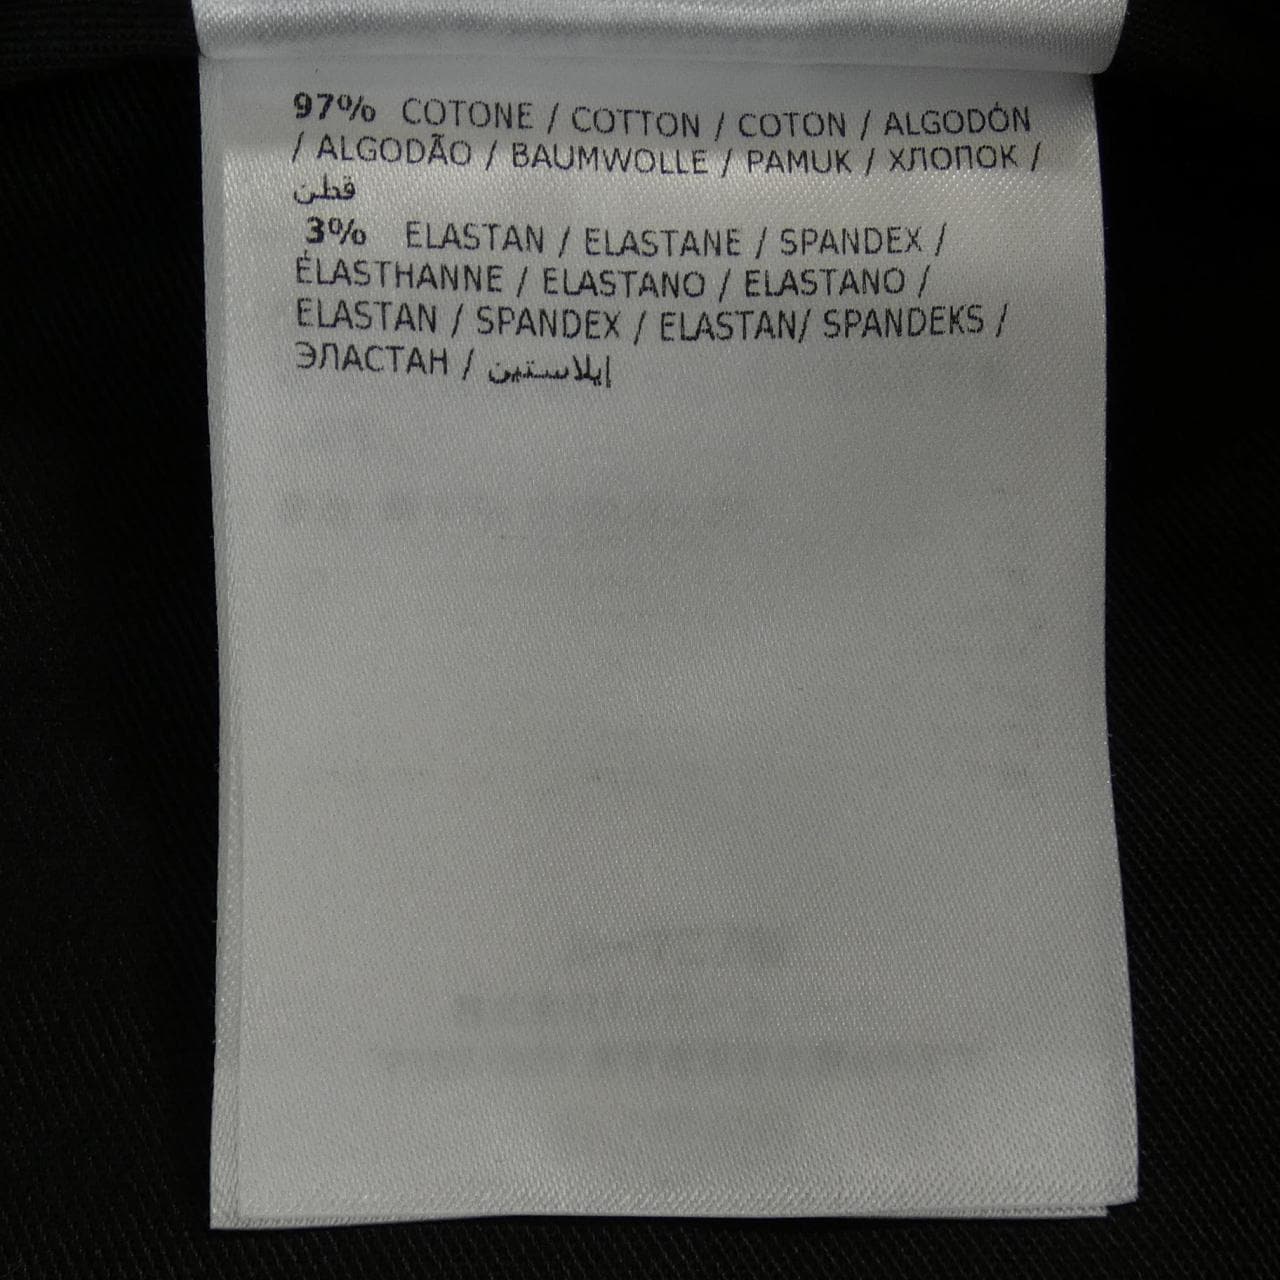 97% COTONE / COTTON / COTON / ALGODÓN
/ ALGODÃO / BAUMWOLLE / PAMUK / ХЛОПОК /
قطن
3% ELASTAN / ELASTANE / SPANDEX /
ÉLASTHANNE / ELASTANO / ELASTANO /
ELASTAN / SPANDEX / ELASTAN/ SPANDEKS /
ЭЛАСТАН / إيلاستين